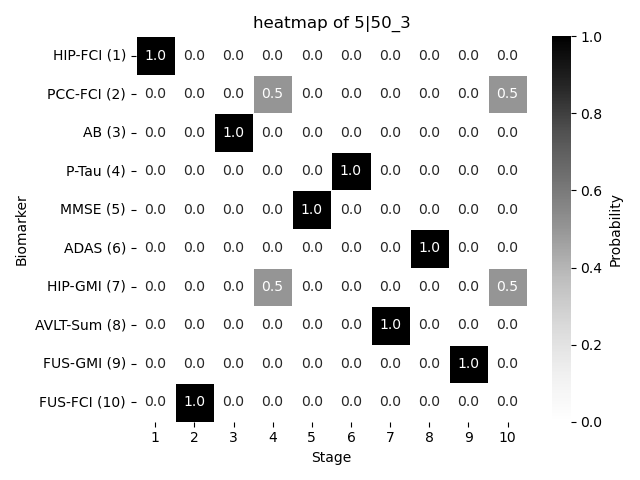 heatmap of 5|50_3
HIP-FCI (1) 1.0 0.0 0.0 0.0 0.0 0.0 0.0 0.0 0.0 0.0
PCC-FCI (2) 0.0 0.0 0.0 0.5 0.0 0.0 0.0 0.0 0.0 0.5
AB (3) 0.0 0.0 1.0 0.0 0.0 0.0 0.0 0.0 0.0 0.0
P-Tau (4) 0.0 0.0 0.0 0.0 0.0 1.0 0.0 0.0 0.0 0.0
MMSE (5) 0.0 0.0 0.0 0.0 1.0 0.0 0.0 0.0 0.0 0.0
ADAS (6) 0.0 0.0 0.0 0.0 0.0 0.0 0.0 1.0 0.0 0.0
HIP-GMI (7) 0.0 0.0 0.0 0.5 0.0 0.0 0.0 0.0 0.0 0.5
AVLT-Sum (8) 0.0 0.0 0.0 0.0 0.0 0.0 1.0 0.0 0.0 0.0
FUS-GMI (9) 0.0 0.0 0.0 0.0 0.0 0.0 0.0 0.0 1.0 0.0
FUS-FCI (10) 0.0 1.0 0.0 0.0 0.0 0.0 0.0 0.0 0.0 0.0
1 2 3 4 5 6 7 8 9 10
Stage
Biomarker
1.0
0.8
0.6
0.4
0.2
0.0
Probability